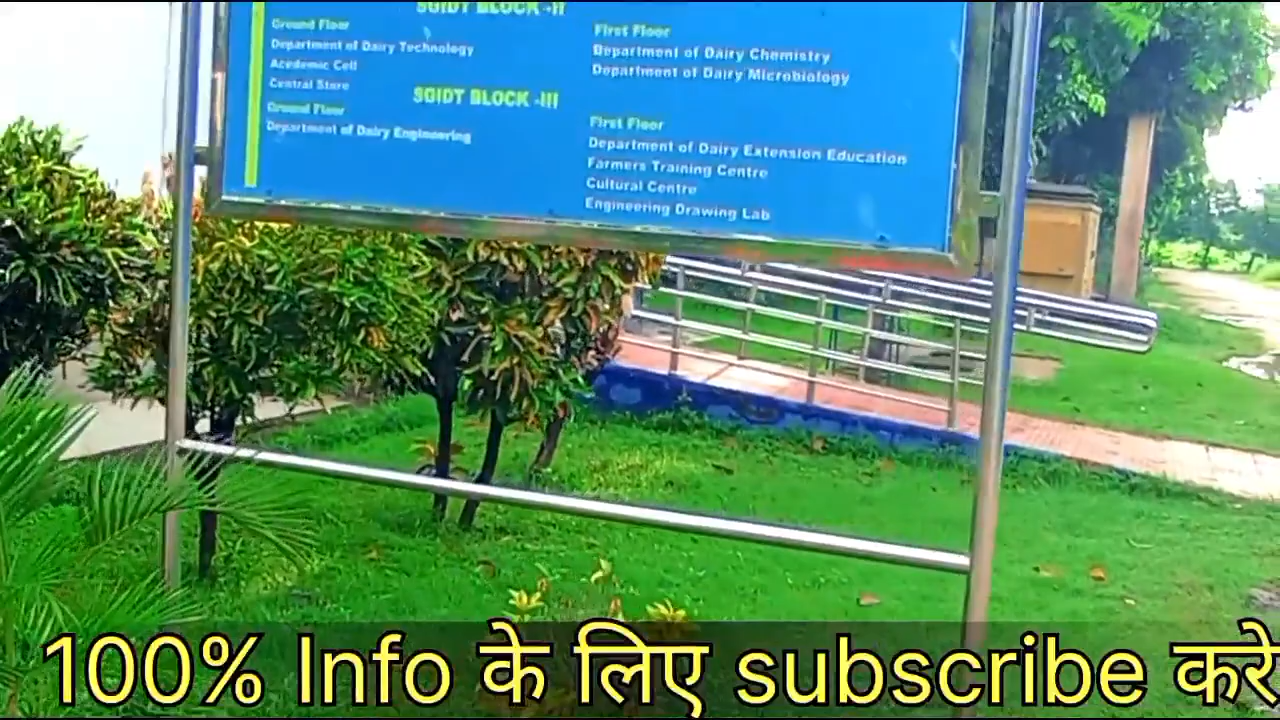 SGIDT BLOCK -II
Ground Floor
Department of Dairy Technology
Acedemic Cell
Central Store
First Floor
Department of Dairy Chemistry
Department of Dairy Microbiology
SGIDT BLOCK -III
Ground Floor
Department of Dairy Engineering
First Floor
Department of Dairy Extension Education
Farmers Training Centre
Cultural Centre
Engineering Drawing Lab
100% Info के लिए subscribe करे